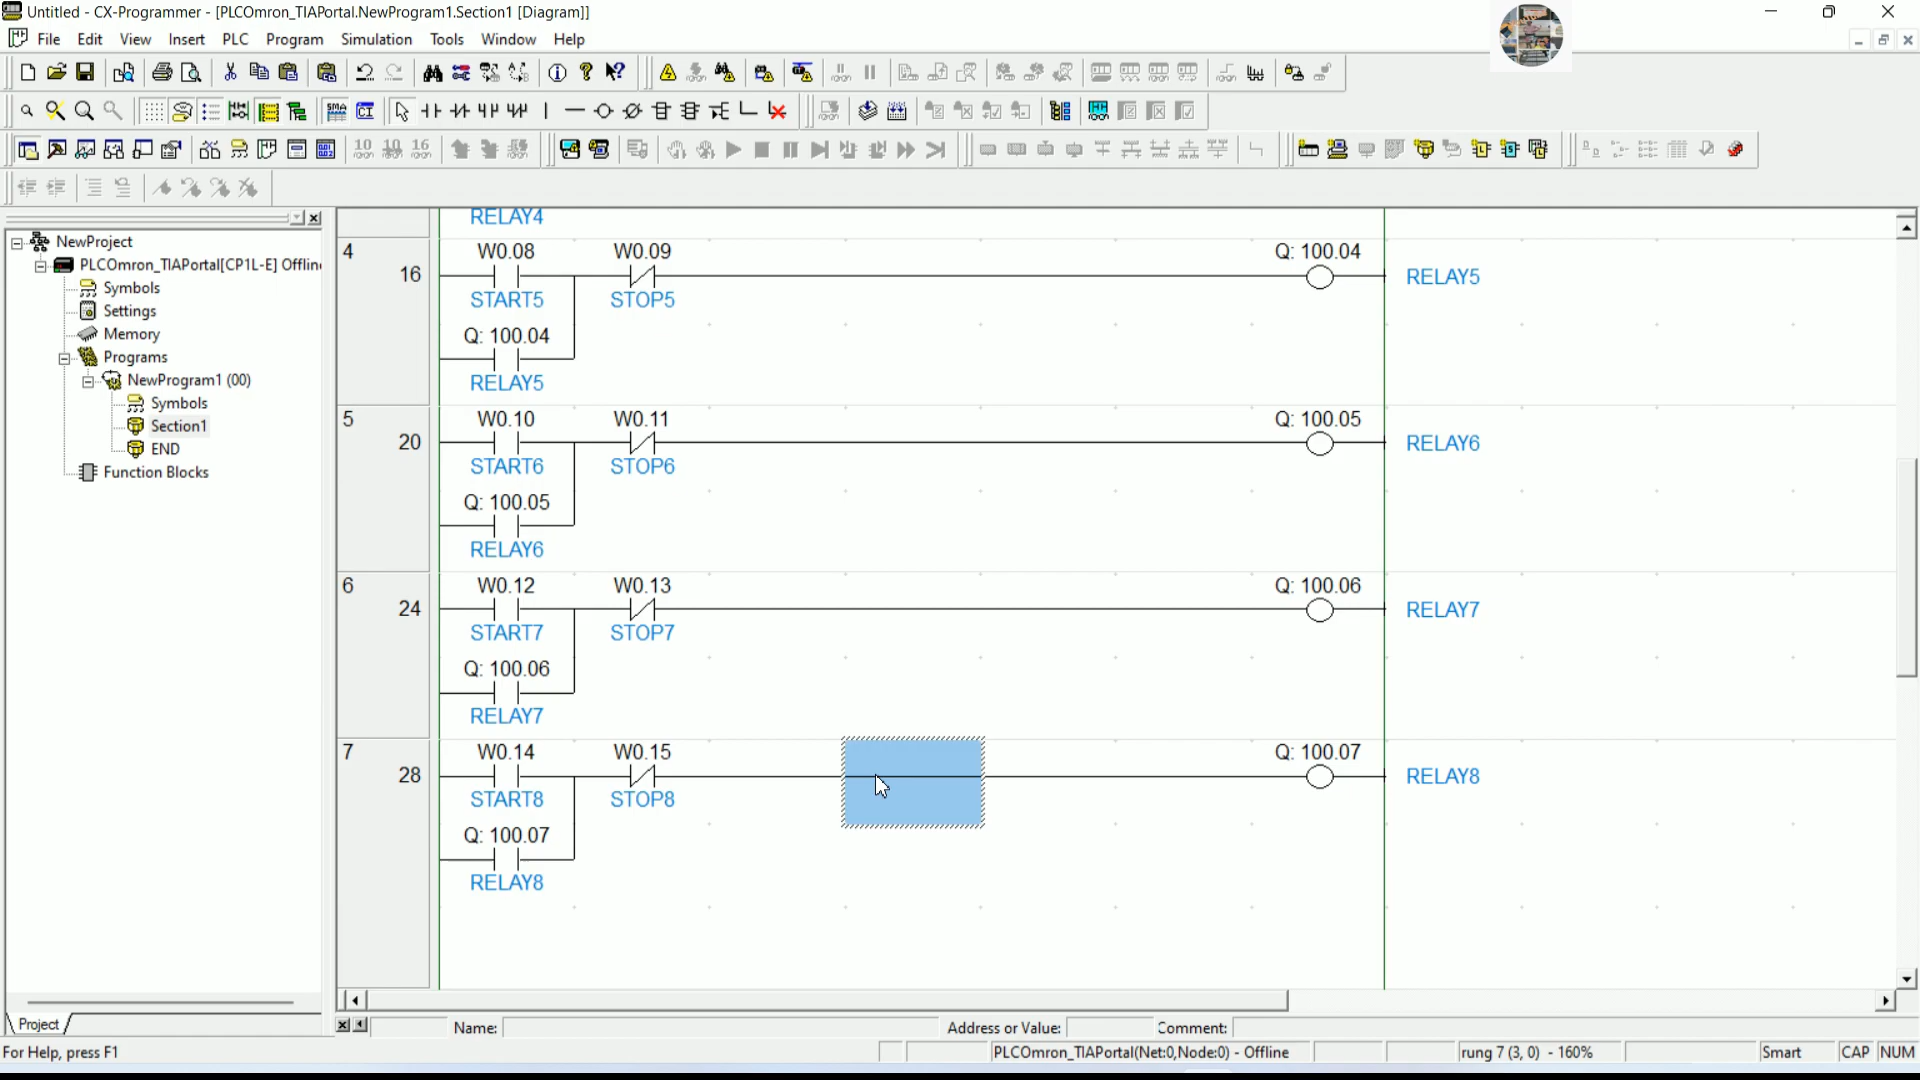 Untitled - CX-Programmer - [PLCOmron_TIAPortal.NewProgram1.Section1 [Diagram]]
File Edit View Insert PLC Program Simulation Tools Window Help
SMA CI
10 10 16
NewProject
PLCOmron_TIAPortal[CP1L-E] Offlin
Symbols
Settings
Memory
Programs
NewProgram1 (00)
Symbols
Section1
END
Function Blocks
Project
RELAY4
4 16
W0.08 W0.09 Q: 100.04
START5 STOP5 RELAY5
Q: 100.04
RELAY5
5 20
W0.10 W0.11 Q: 100.05
START6 STOP6 RELAY6
Q: 100.05
RELAY6
6 24
W0.12 W0.13 Q: 100.06
START7 STOP7 RELAY7
Q: 100.06
RELAY7
7 28
W0.14 W0.15 Q: 100.07
START8 STOP8 RELAY8
Q: 100.07
RELAY8
Name: Address or Value: Comment:
For Help, press F1 PLCOmron_TIAPortal(Net:0,Node:0) - Offline rung 7 (3, 0) - 160% Smart CAP NUM